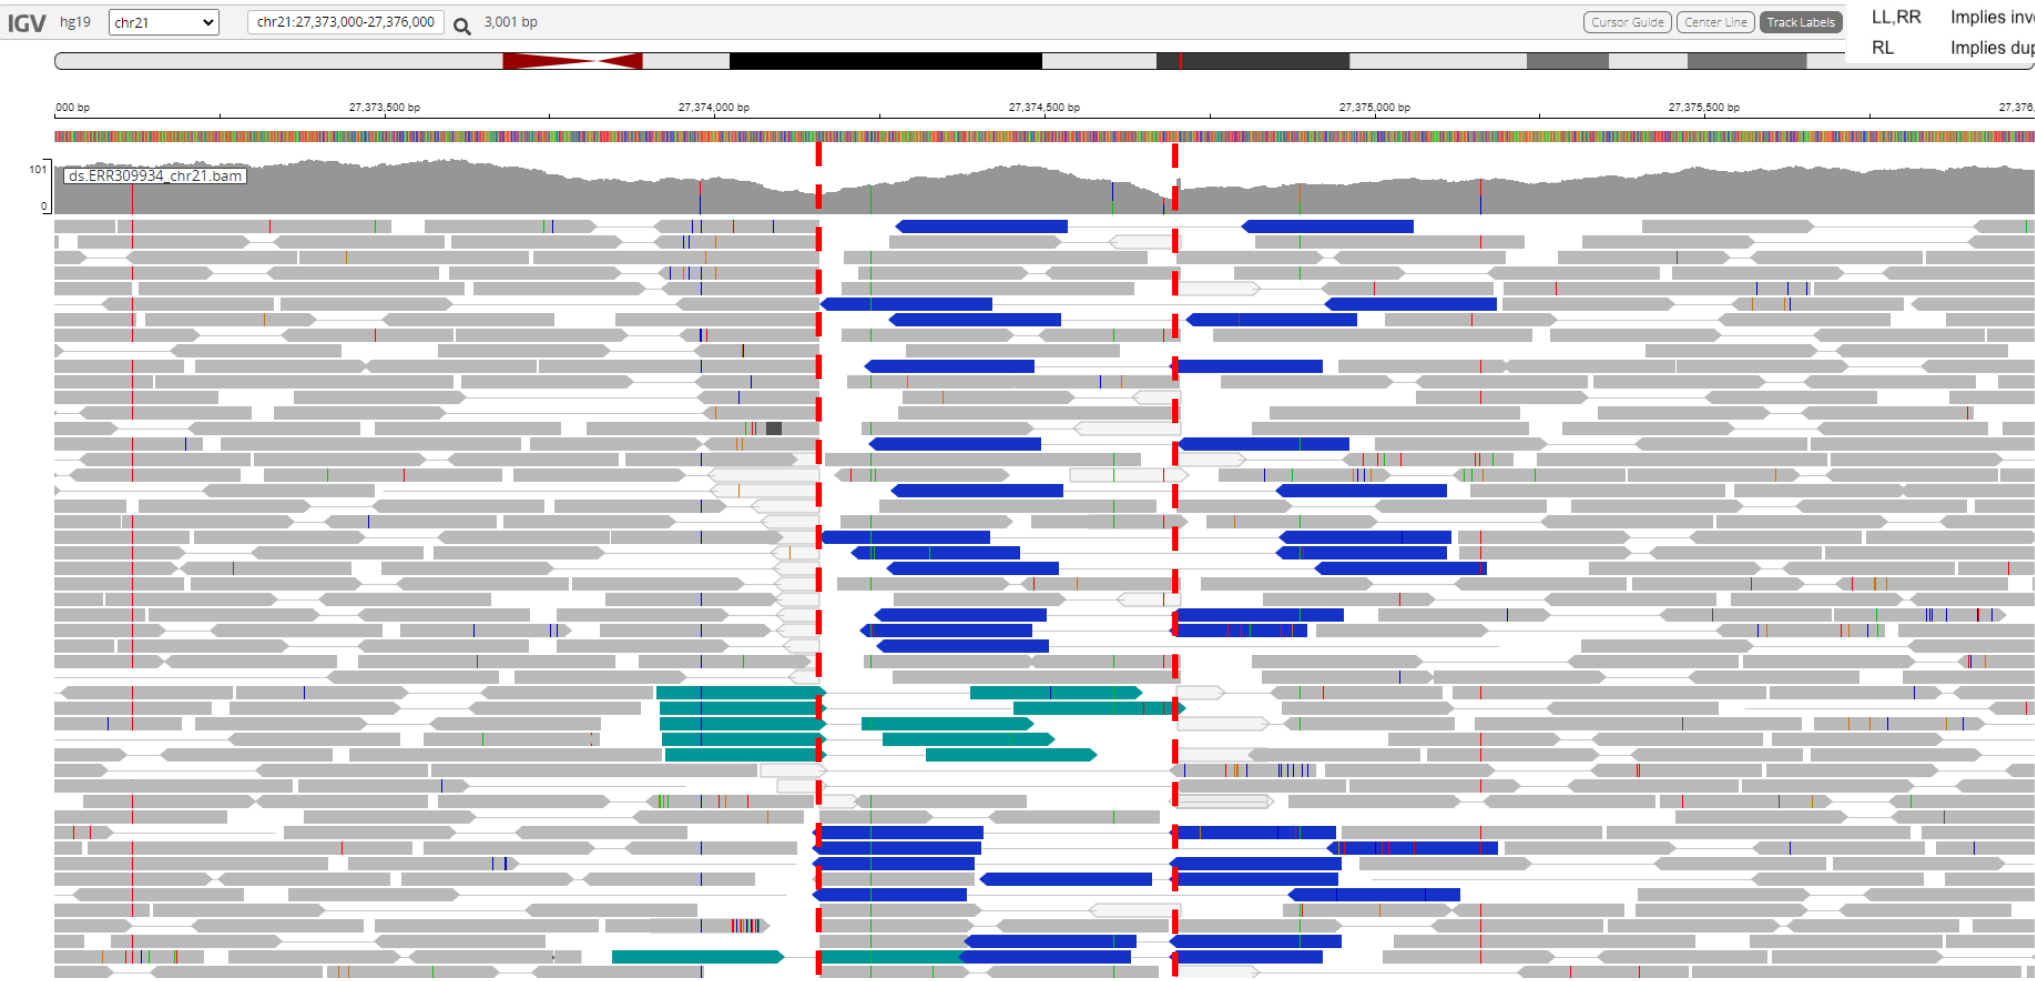 IGV hg19 chr21 chr21:27,373,000-27,376,000 3,001 bp Cursor Guide Center Line Track Labels
LL,RR Implies inv
RL Implies dup
,000 bp 27,373,500 bp 27,374,000 bp 27,374,500 bp 27,375,000 bp 27,375,500 bp 27,376,
101
ds.ERR309934_chr21.bam
0